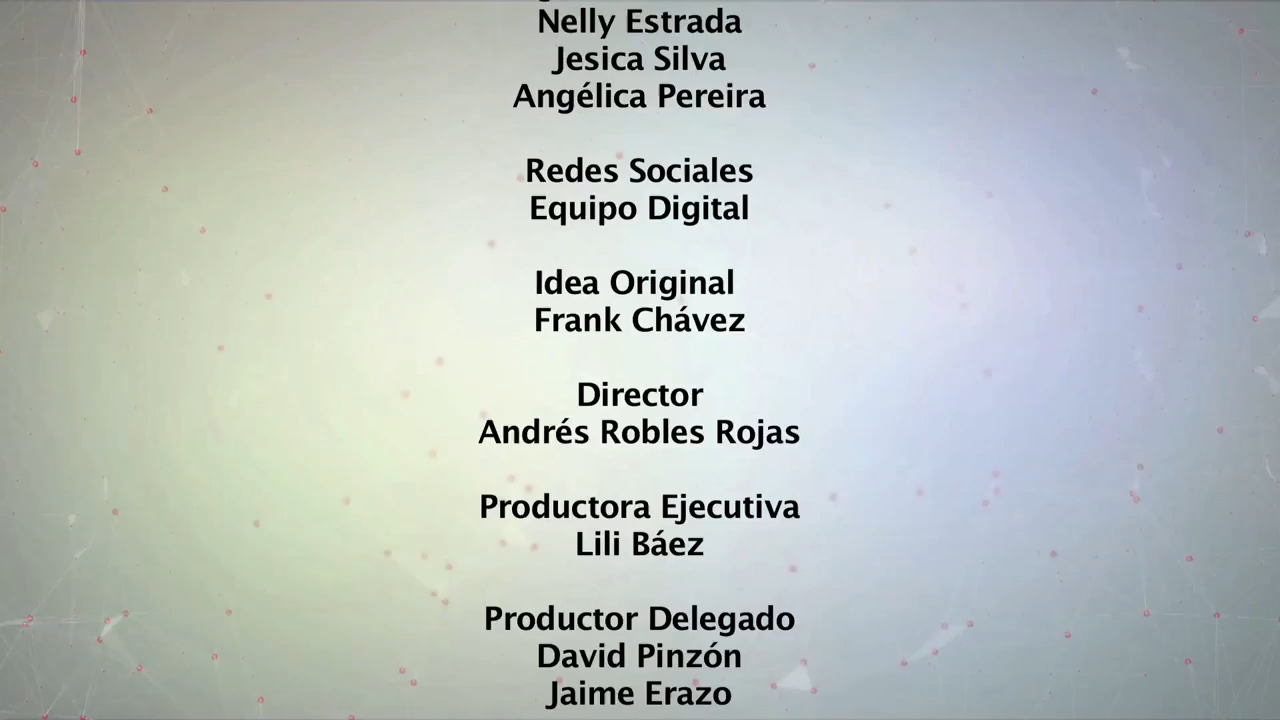 Nelly Estrada
Jesica Silva
Angélica Pereira
Redes Sociales
Equipo Digital
Idea Original
Frank Chávez
Director
Andrés Robles Rojas
Productora Ejecutiva
Lili Báez
Productor Delegado
David Pinzón
Jaime Erazo